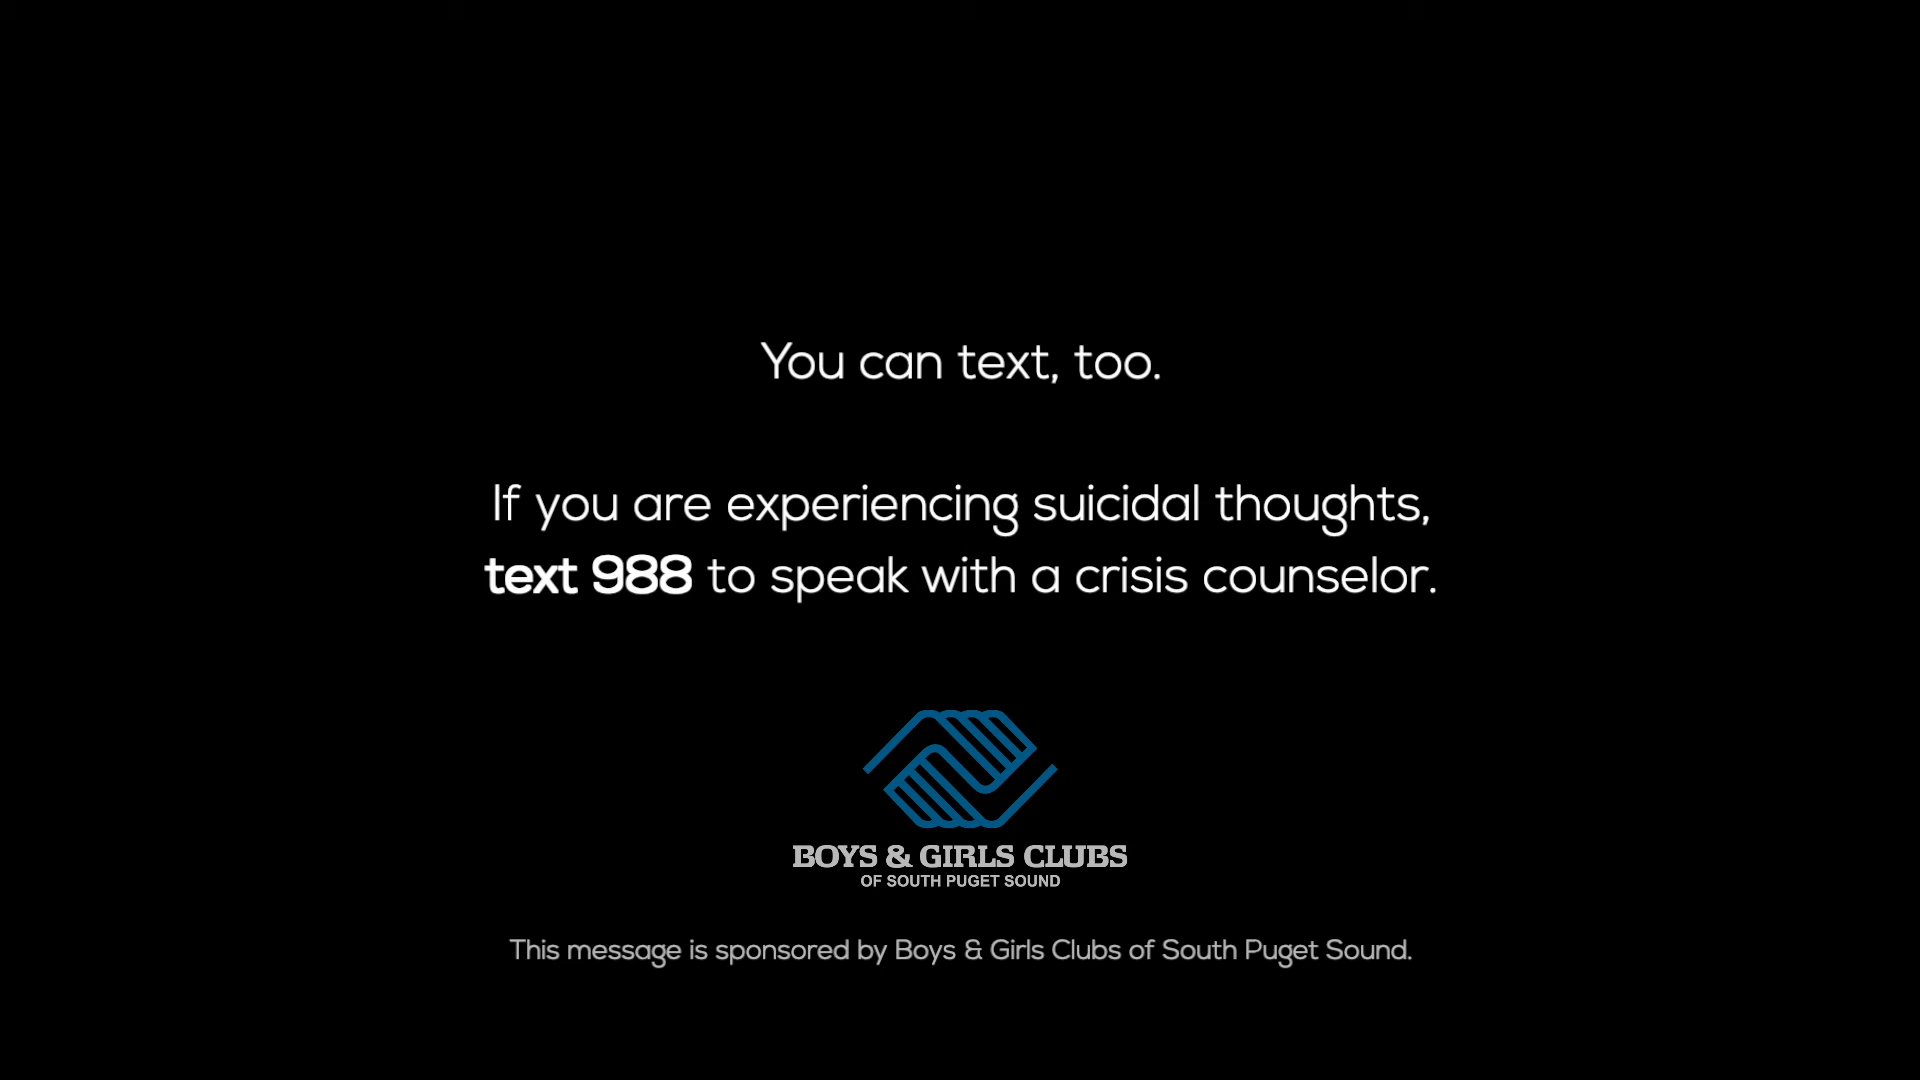 You can text, too.
If you are experiencing suicidal thoughts,
text 988 to speak with a crisis counselor.
BOYS & GIRLS CLUBS
OF SOUTH PUGET SOUND
This message is sponsored by Boys & Girls Clubs of South Puget Sound.